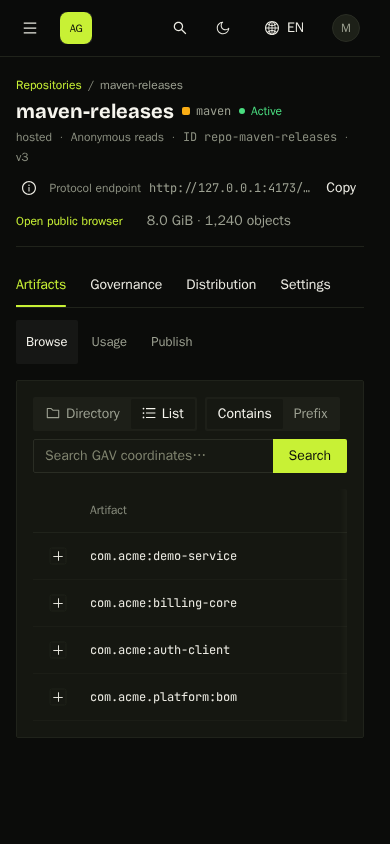 AG EN M
Repositories / maven-releases
maven-releases maven Active
hosted · Anonymous reads · ID repo-maven-releases ·
v3
Protocol endpoint http://127.0.0.1:4173/… Copy
Open public browser 8.0 GiB · 1,240 objects
Artifacts Governance Distribution Settings
Browse Usage Publish
Directory List Contains Prefix
Search GAV coordinates··· Search
Artifact
com.acme:demo-service
com.acme:billing-core
com.acme:auth-client
com.acme.platform:bom